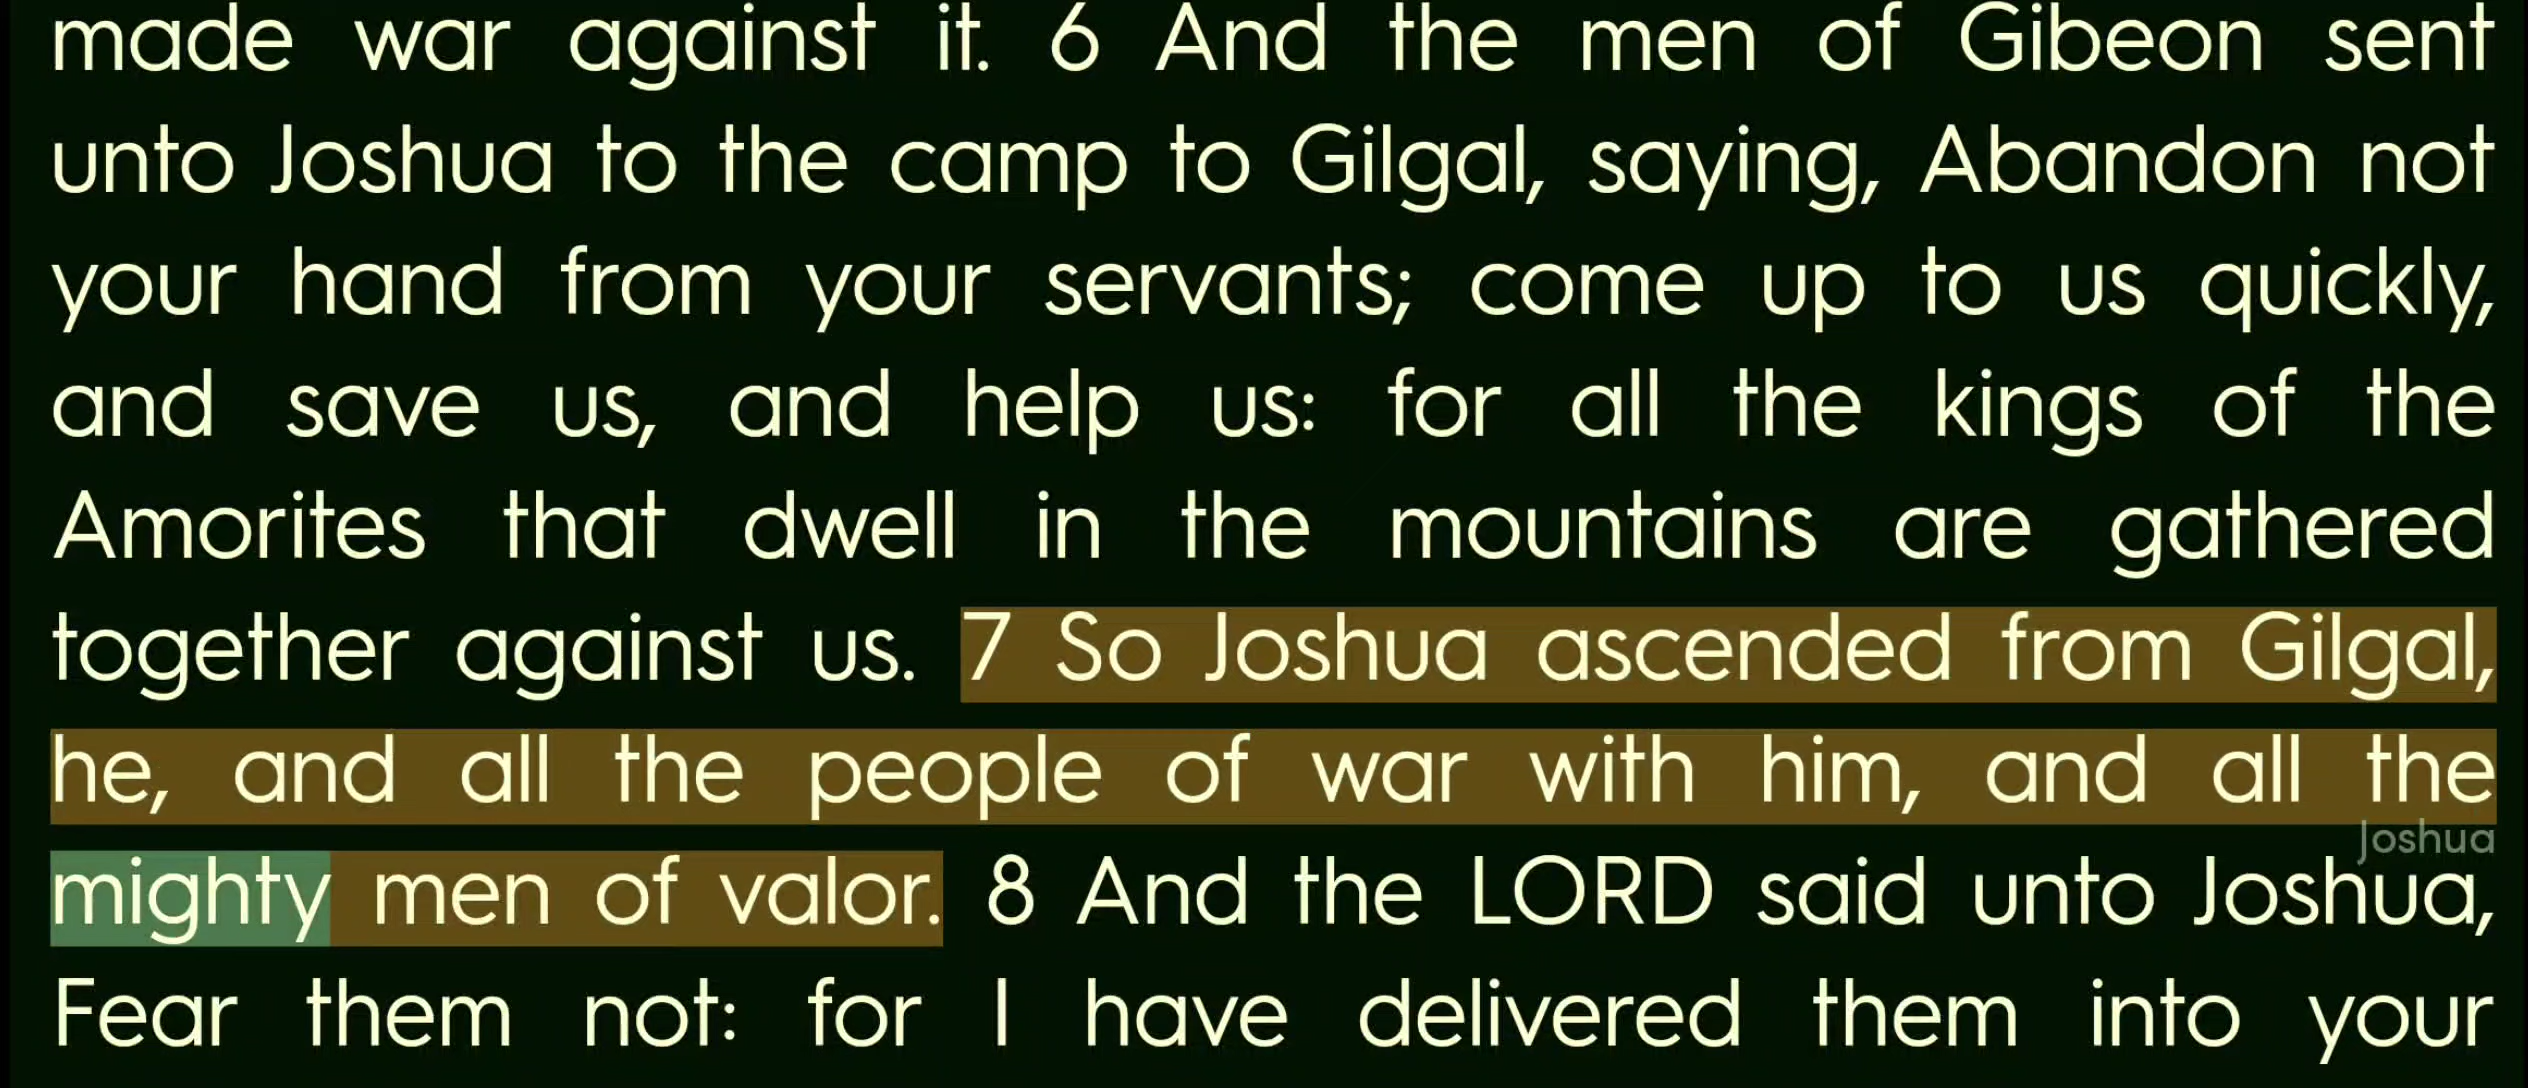 made war against it. 6 And the men of Gibeon sent
unto Joshua to the camp to Gilgal, saying, Abandon not
your hand from your servants; come up to us quickly,
and save us, and help us: for all the kings of the
Amorites that dwell in the mountains are gathered
together against us. 7 So Joshua ascended from Gilgal,
he, and all the people of war with him, and all the
Joshua
mighty men of valor. 8 And the LORD said unto Joshua,
Fear them not: for I have delivered them into your